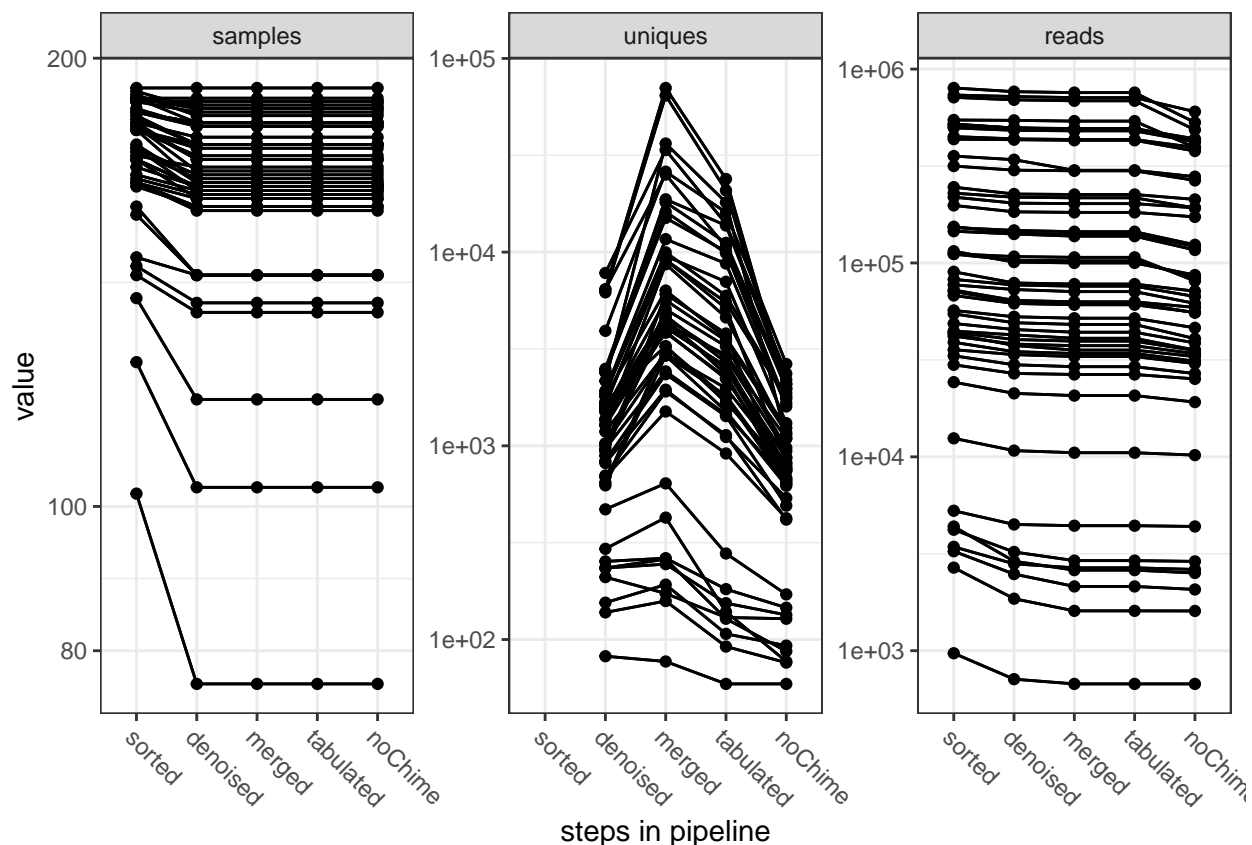 samples
uniques
reads
value
200
100
80
1e+05
1e+04
1e+03
1e+02
1e+06
1e+05
1e+04
1e+03
sorted
denoised
merged
tabulated
noChime
sorted
denoised
merged
tabulated
noChime
sorted
denoised
merged
tabulated
noChime
steps in pipeline